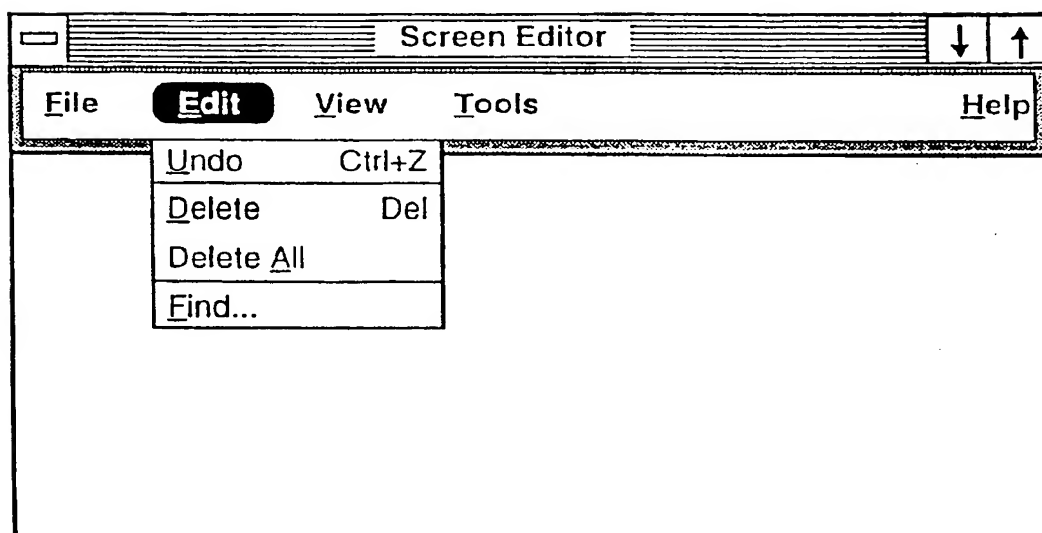 Screen Editor
File Edit View Tools Help
Undo Ctrl+Z
Delete Del
Delete All
Find...